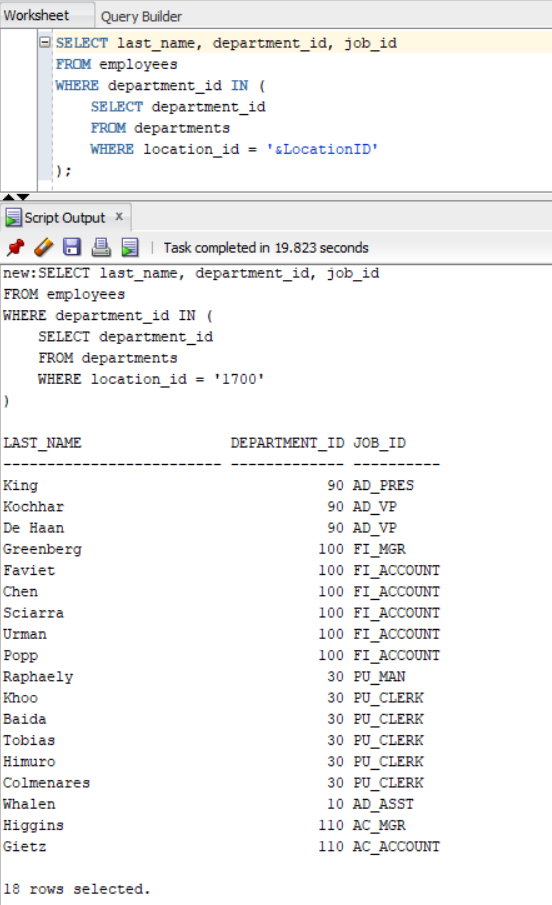 Worksheet Query Builder
SELECT last_name, department_id, job_id
FROM employees
WHERE department_id IN (
    SELECT department_id
    FROM departments
    WHERE location_id = '&LocationID'
);
Script Output x
| Task completed in 19.823 seconds
new:SELECT last_name, department_id, job_id
FROM employees
WHERE department_id IN (
    SELECT department_id
    FROM departments
    WHERE location_id = '1700'
)
LAST_NAME                 DEPARTMENT_ID JOB_ID
------------------------- ------------- ----------
King                                 90 AD_PRES
Kochhar                              90 AD_VP
De Haan                              90 AD_VP
Greenberg                           100 FI_MGR
Faviet                              100 FI_ACCOUNT
Chen                                100 FI_ACCOUNT
Sciarra                             100 FI_ACCOUNT
Urman                               100 FI_ACCOUNT
Popp                                100 FI_ACCOUNT
Raphaely                             30 PU_MAN
Khoo                                 30 PU_CLERK
Baida                                30 PU_CLERK
Tobias                               30 PU_CLERK
Himuro                               30 PU_CLERK
Colmenares                           30 PU_CLERK
Whalen                               10 AD_ASST
Higgins                             110 AC_MGR
Gietz                               110 AC_ACCOUNT
18 rows selected.